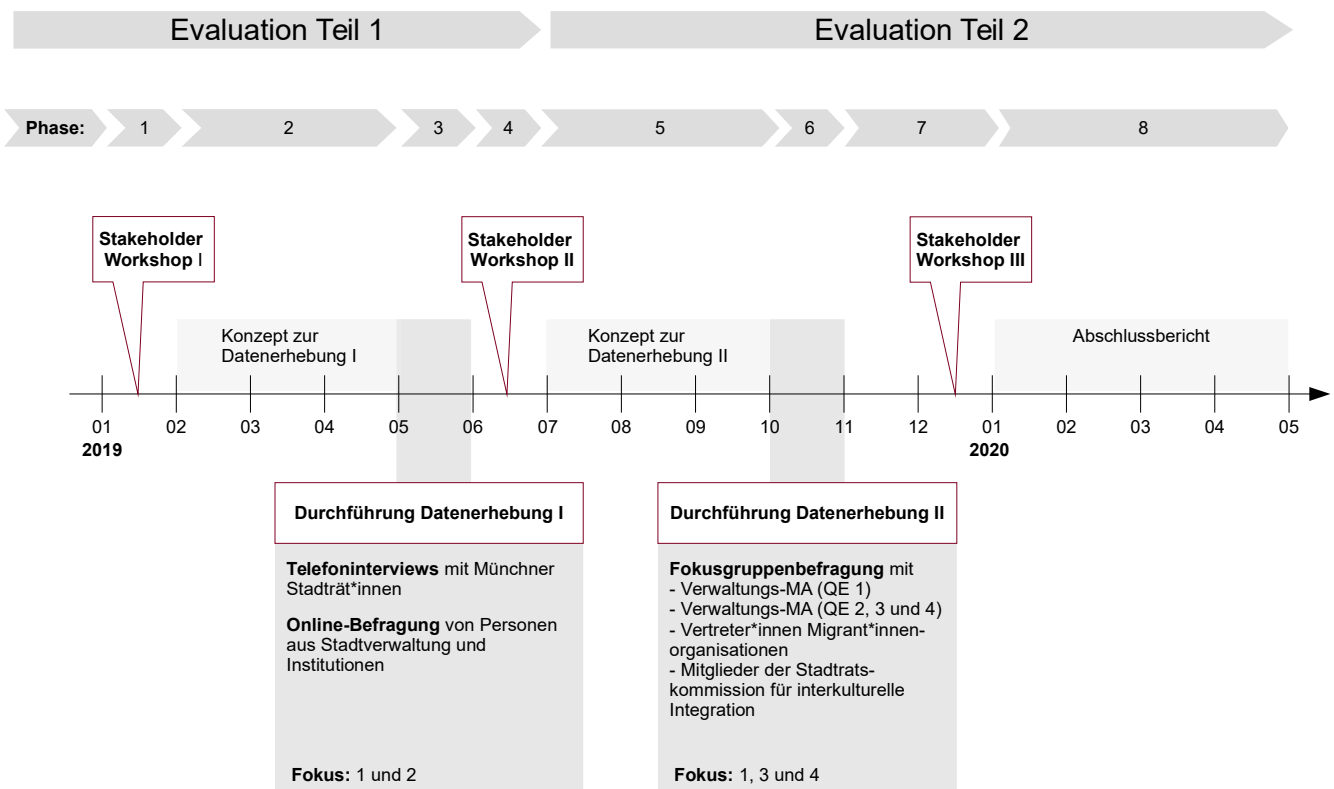 Evaluation Teil 1
Evaluation Teil 2
Phase:
1
2
3
4
5
6
7
8
Stakeholder
Workshop I
Stakeholder
Workshop II
Stakeholder
Workshop III
Konzept zur
Datenerhebung I
Konzept zur
Datenerhebung II
Abschlussbericht
01
02
03
04
05
06
07
08
09
10
11
12
01
02
03
04
05
2019
2020
Durchführung Datenerhebung I
Telefoninterviews mit Münchner
Stadträt*innen
Online-Befragung von Personen
aus Stadtverwaltung und
Institutionen
Fokus: 1 und 2
Durchführung Datenerhebung II
Fokusgruppenbefragung mit
- Verwaltungs-MA (QE 1)
- Verwaltungs-MA (QE 2, 3 und 4)
- Vertreter*innen Migrant*innen-
organisationen
- Mitglieder der Stadtrats-
kommission für interkulturelle
Integration
Fokus: 1, 3 und 4